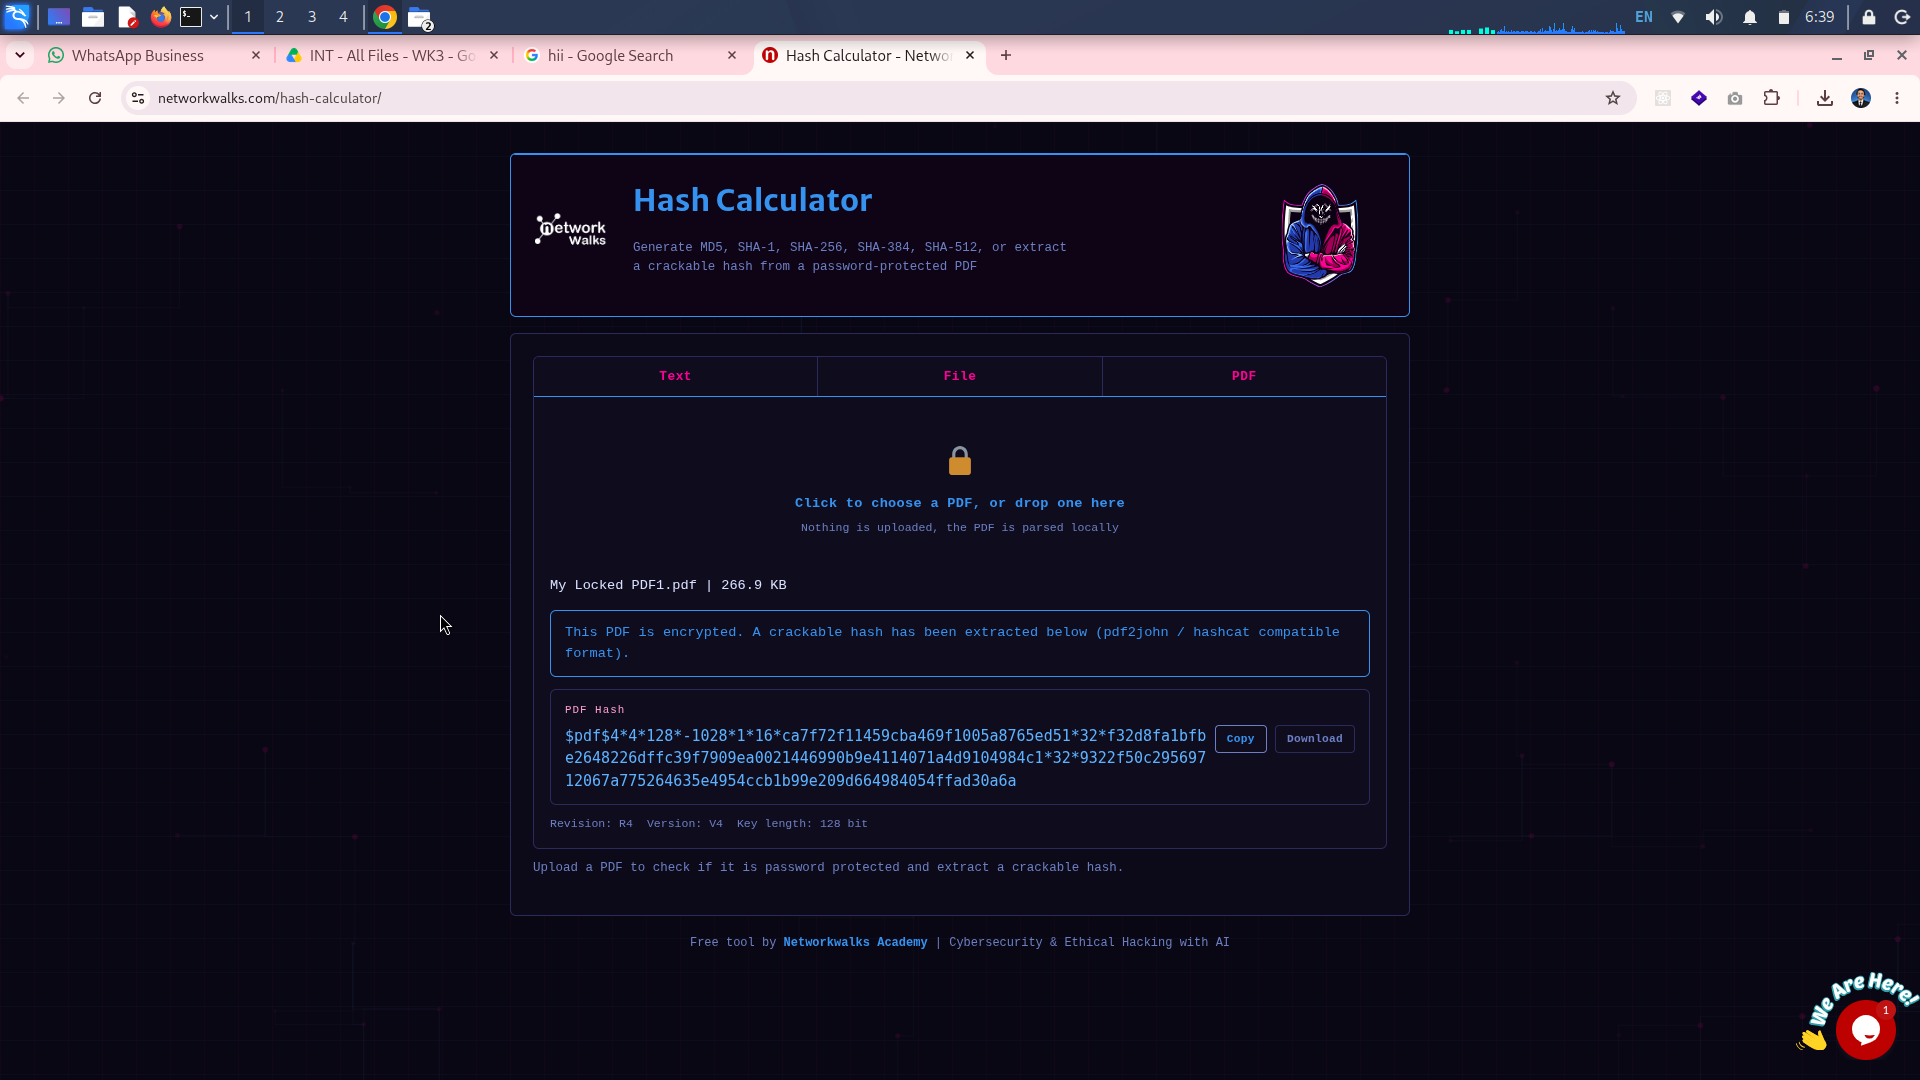 1
2
3
4
2
EN
6:39
WhatsApp Business
INT - All Files - WK3 - Go
hii - Google Search
Hash Calculator - Netwo
networkwalks.com/hash-calculator/
network
Walks
Hash Calculator
Generate MD5, SHA-1, SHA-256, SHA-384, SHA-512, or extract
a crackable hash from a password-protected PDF
Text
File
PDF
Click to choose a PDF, or drop one here
Nothing is uploaded, the PDF is parsed locally
My Locked PDF1.pdf | 266.9 KB
This PDF is encrypted. A crackable hash has been extracted below (pdf2john / hashcat compatible
format).
PDF Hash
$pdf$4*4*128*-1028*1*16*ca7f72f11459cba469f1005a8765ed51*32*f32d8fa1bfb
e2648226dffc39f7909ea0021446990b9e4114071a4d9104984c1*32*9322f50c295697
12067a775264635e4954ccb1b99e209d664984054ffad30a6a
Copy
Download
Revision: R4 Version: V4 Key length: 128 bit
Upload a PDF to check if it is password protected and extract a crackable hash.
Free tool by Networkwalks Academy | Cybersecurity & Ethical Hacking with AI
We Are Here!
1